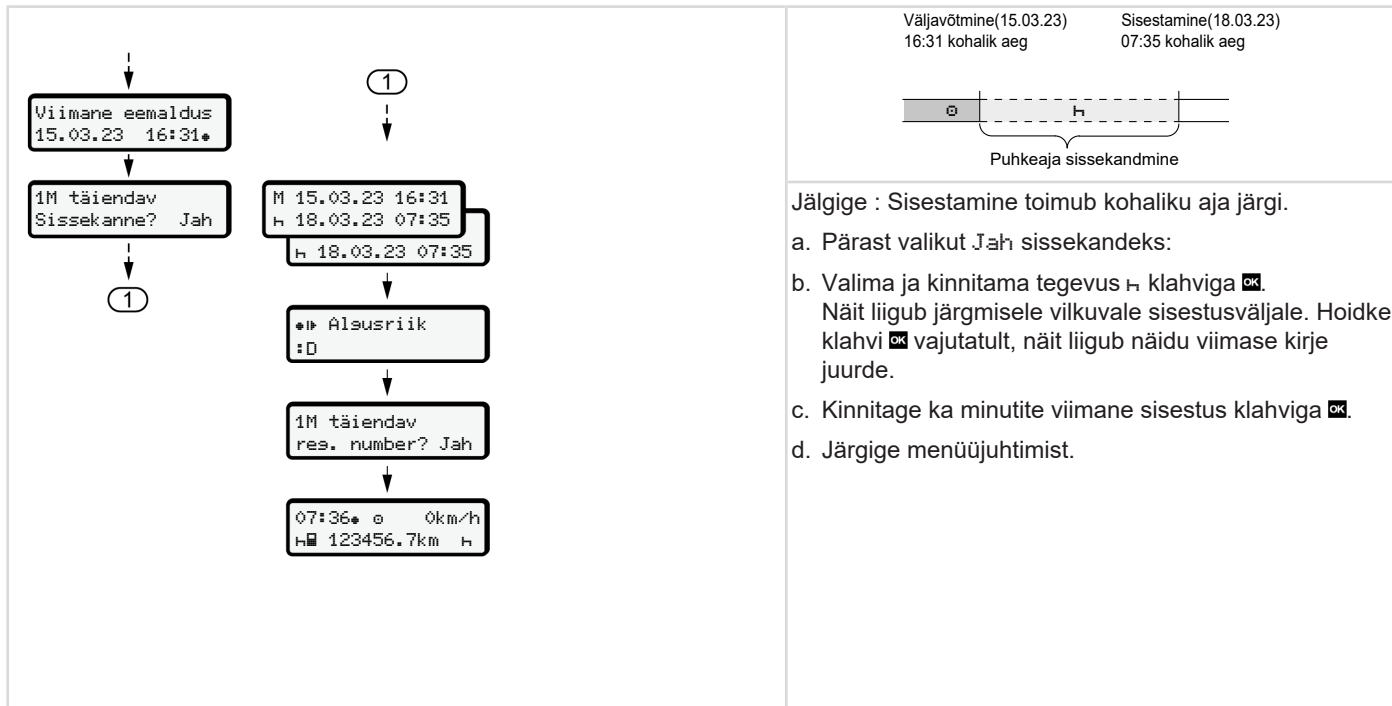 Viimane eemaldus
15.03.23 16:31
1M täiendav
Sissekanne? Jah
1
1
M 15.03.23 16:31
h 18.03.23 07:35
h 18.03.23 07:35
Algusriik
:D
1M täiendav
reg. number? Jah
07:36 0km/h
h 123456.7km h
Väljavõtmine(15.03.23) Sisestamine(18.03.23)
16:31 kohalik aeg 07:35 kohalik aeg
h
Puhkeaja sissekandmine
Jälgige : Sisestamine toimub kohaliku aja järgi.
a. Pärast valikut Jah sissekandeks:
b. Valima ja kinnitama tegevus h klahviga OK.
Näit liigub järgmisele vilkuvale sisestusväljale. Hoidke
klahvi OK vajutatult, näit liigub näidu viimase kirje
juurde.
c. Kinnitage ka minutite viimane sisestus klahviga OK.
d. Järgige menüüjuhtimist.